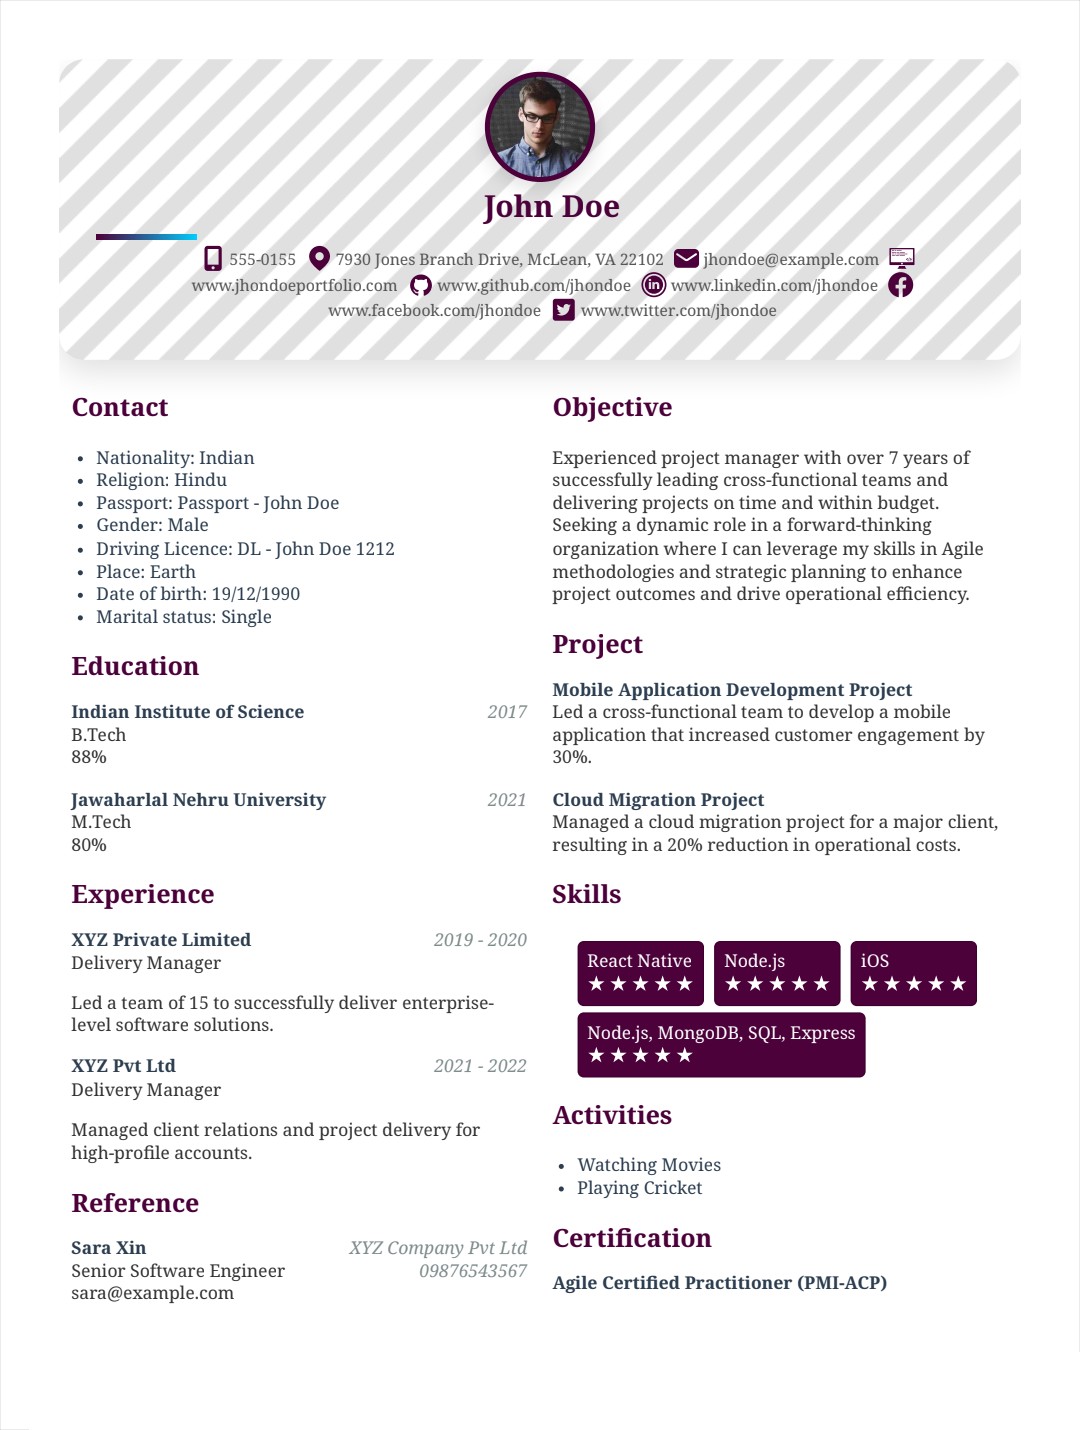 John Doe
555-0155 7930 Jones Branch Drive, McLean, VA 22102 jhondoe@example.com
www.jhondoeportfolio.com www.github.com/jhondoe www.linkedin.com/jhondoe
www.facebook.com/jhondoe www.twitter.com/jhondoe
Contact
• Nationality: Indian
• Religion: Hindu
• Passport: Passport - John Doe
• Gender: Male
• Driving Licence: DL - John Doe 1212
• Place: Earth
• Date of birth: 19/12/1990
• Marital status: Single
Education
Indian Institute of Science 2017
B.Tech
88%
Jawaharlal Nehru University 2021
M.Tech
80%
Experience
XYZ Private Limited 2019 - 2020
Delivery Manager
Led a team of 15 to successfully deliver enterprise-
level software solutions.
XYZ Pvt Ltd 2021 - 2022
Delivery Manager
Managed client relations and project delivery for
high-profile accounts.
Reference
Sara Xin XYZ Company Pvt Ltd
Senior Software Engineer 09876543567
sara@example.com
Objective
Experienced project manager with over 7 years of
successfully leading cross-functional teams and
delivering projects on time and within budget.
Seeking a dynamic role in a forward-thinking
organization where I can leverage my skills in Agile
methodologies and strategic planning to enhance
project outcomes and drive operational efficiency.
Project
Mobile Application Development Project
Led a cross-functional team to develop a mobile
application that increased customer engagement by
30%.
Cloud Migration Project
Managed a cloud migration project for a major client,
resulting in a 20% reduction in operational costs.
Skills
React Native Node.js iOS
★★★★★ ★★★★★ ★★★★★
Node.js, MongoDB, SQL, Express
★★★★★
Activities
• Watching Movies
• Playing Cricket
Certification
Agile Certified Practitioner (PMI-ACP)